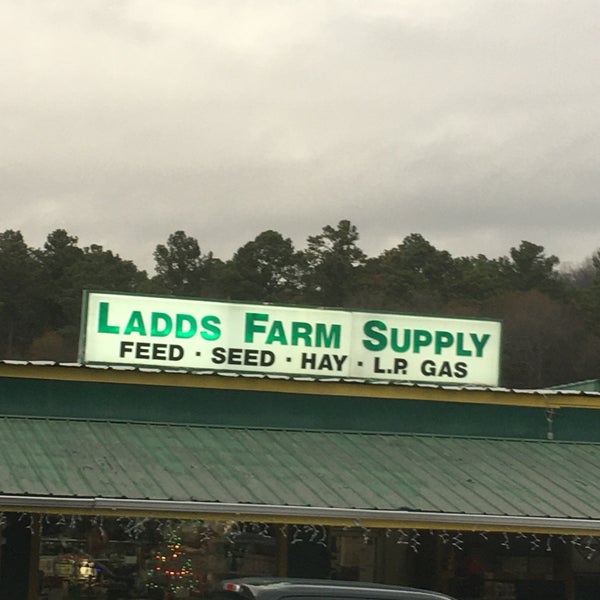 LADDS FARM SUPPLY
FEED · SEED · HAY · L.P. GAS